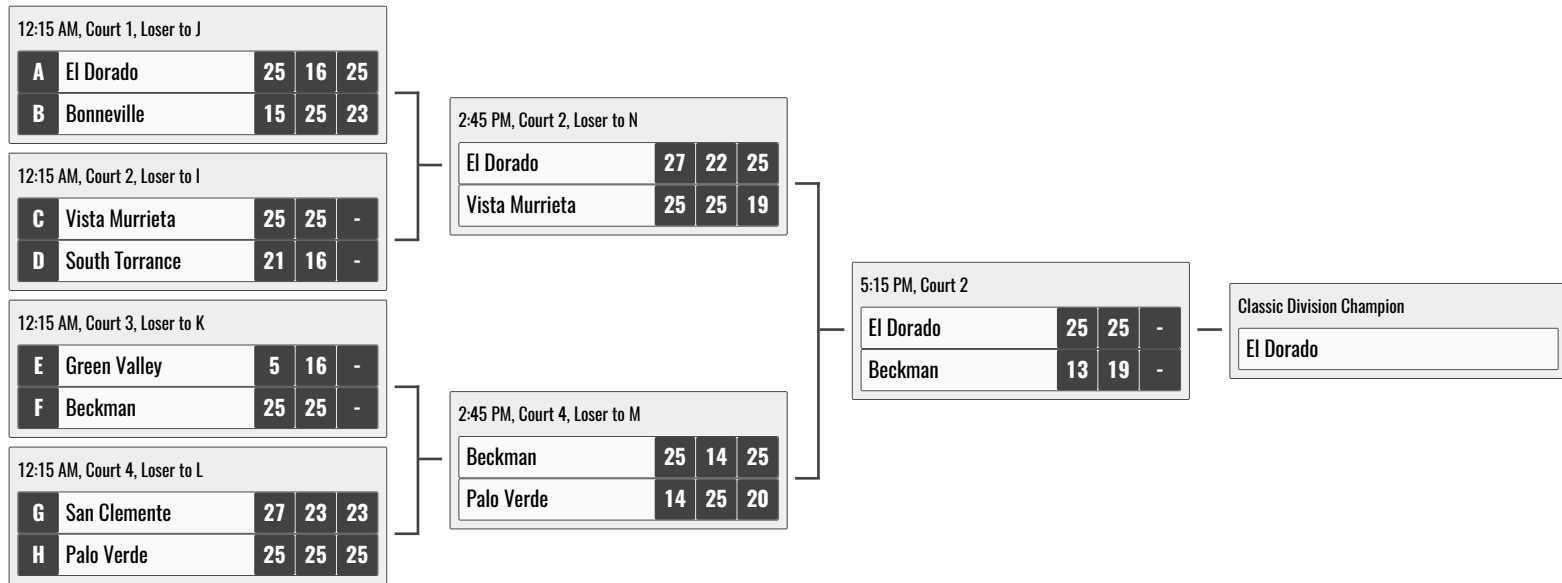 12:15 AM, Court 1, Loser to J
A El Dorado 25 16 25
B Bonneville 15 25 23
12:15 AM, Court 2, Loser to I
C Vista Murrieta 25 25 -
D South Torrance 21 16 -
12:15 AM, Court 3, Loser to K
E Green Valley 5 16 -
F Beckman 25 25 -
12:15 AM, Court 4, Loser to L
G San Clemente 27 23 23
H Palo Verde 25 25 25
2:45 PM, Court 2, Loser to N
El Dorado 27 22 25
Vista Murrieta 25 25 19
2:45 PM, Court 4, Loser to M
Beckman 25 14 25
Palo Verde 14 25 20
5:15 PM, Court 2
El Dorado 25 25 -
Beckman 13 19 -
Classic Division Champion
El Dorado